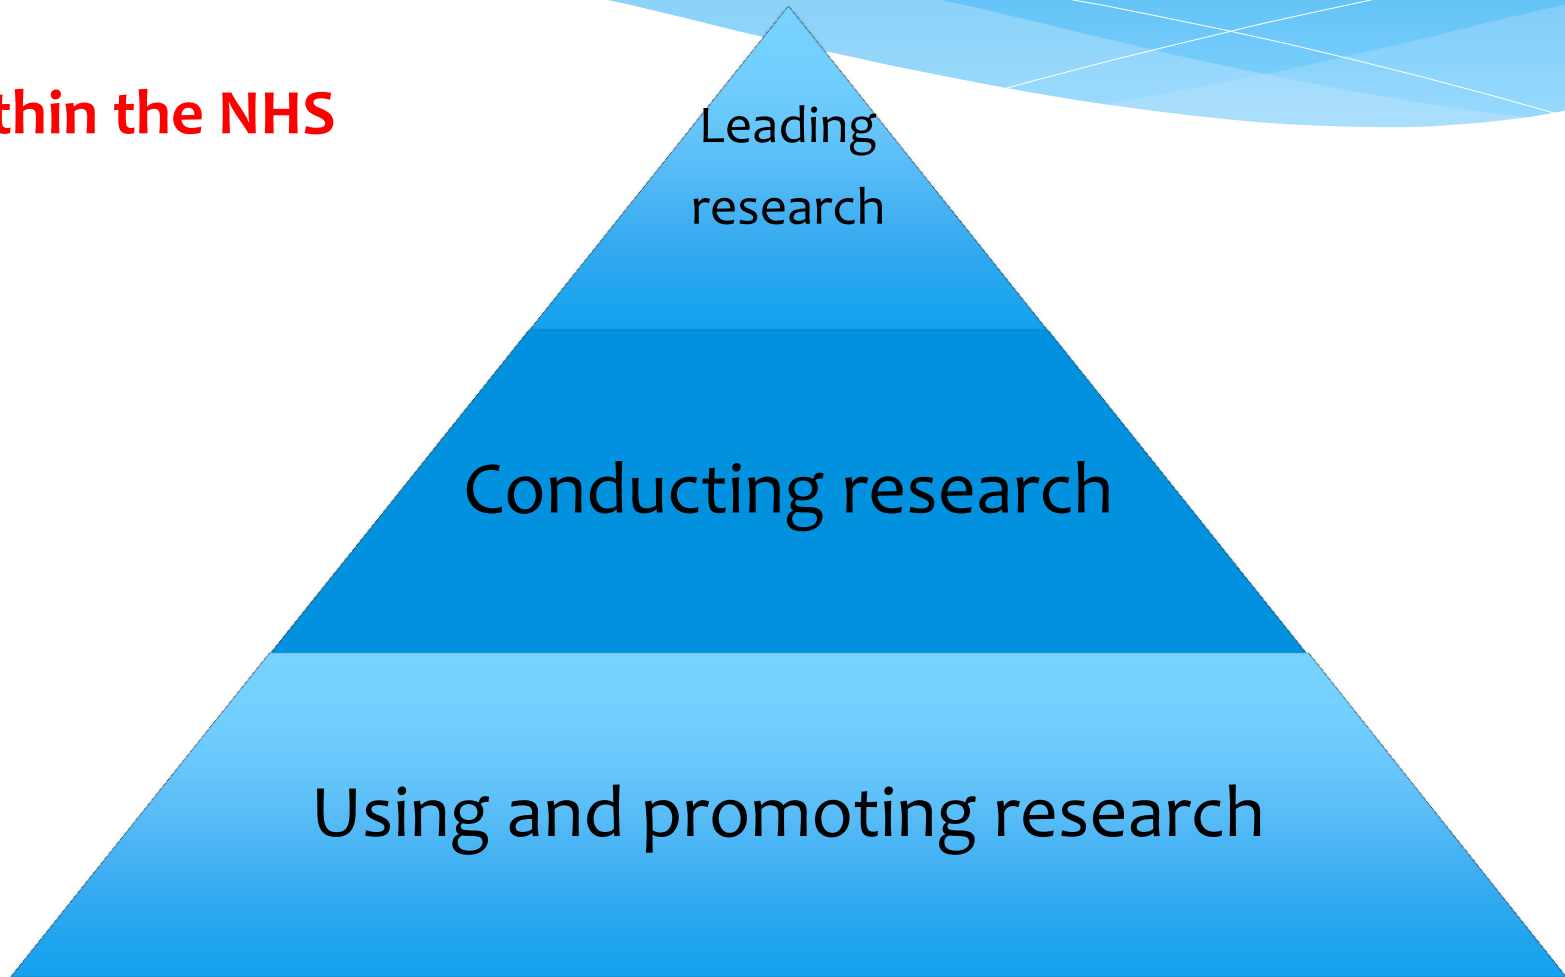 thin the NHS
Leading
research
Conducting research
Using and promoting research